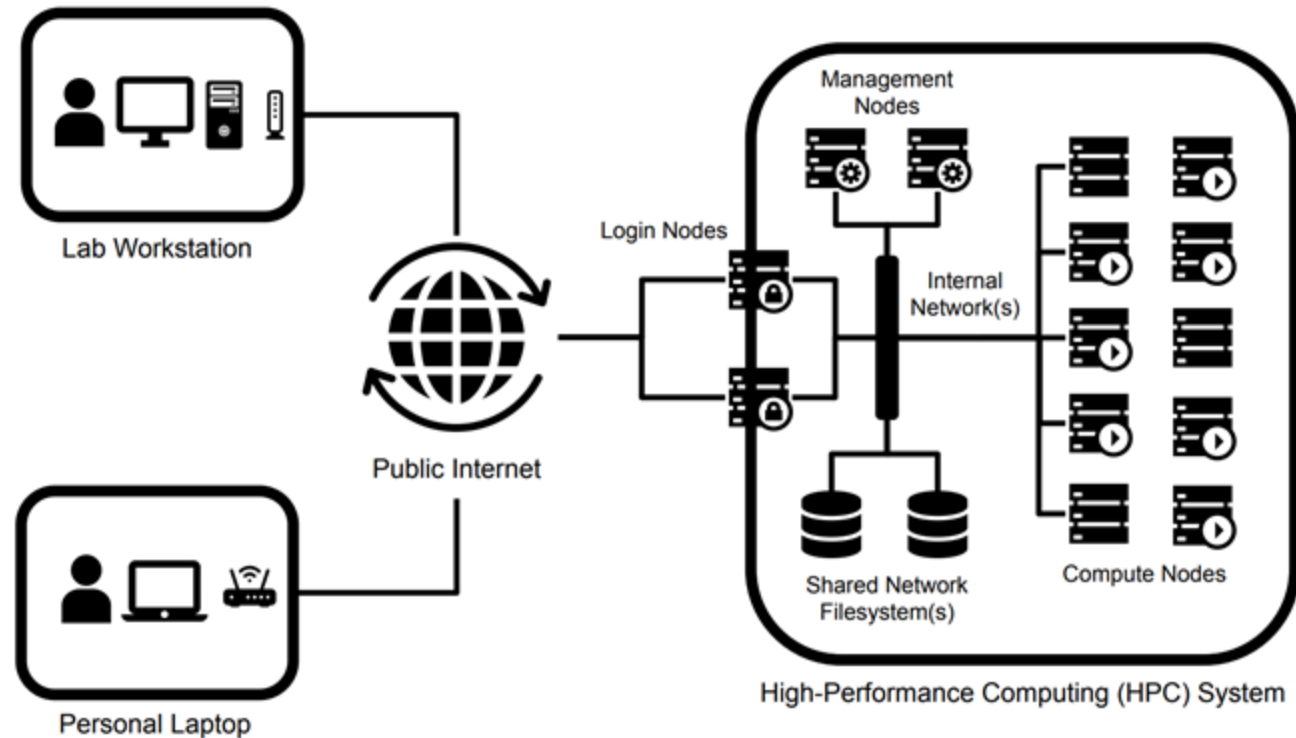 Lab Workstation
Public Internet
Personal Laptop
Login Nodes
Management
Nodes
Internal
Network(s)
Shared Network
Filesystem(s)
Compute Nodes
High-Performance Computing (HPC) System